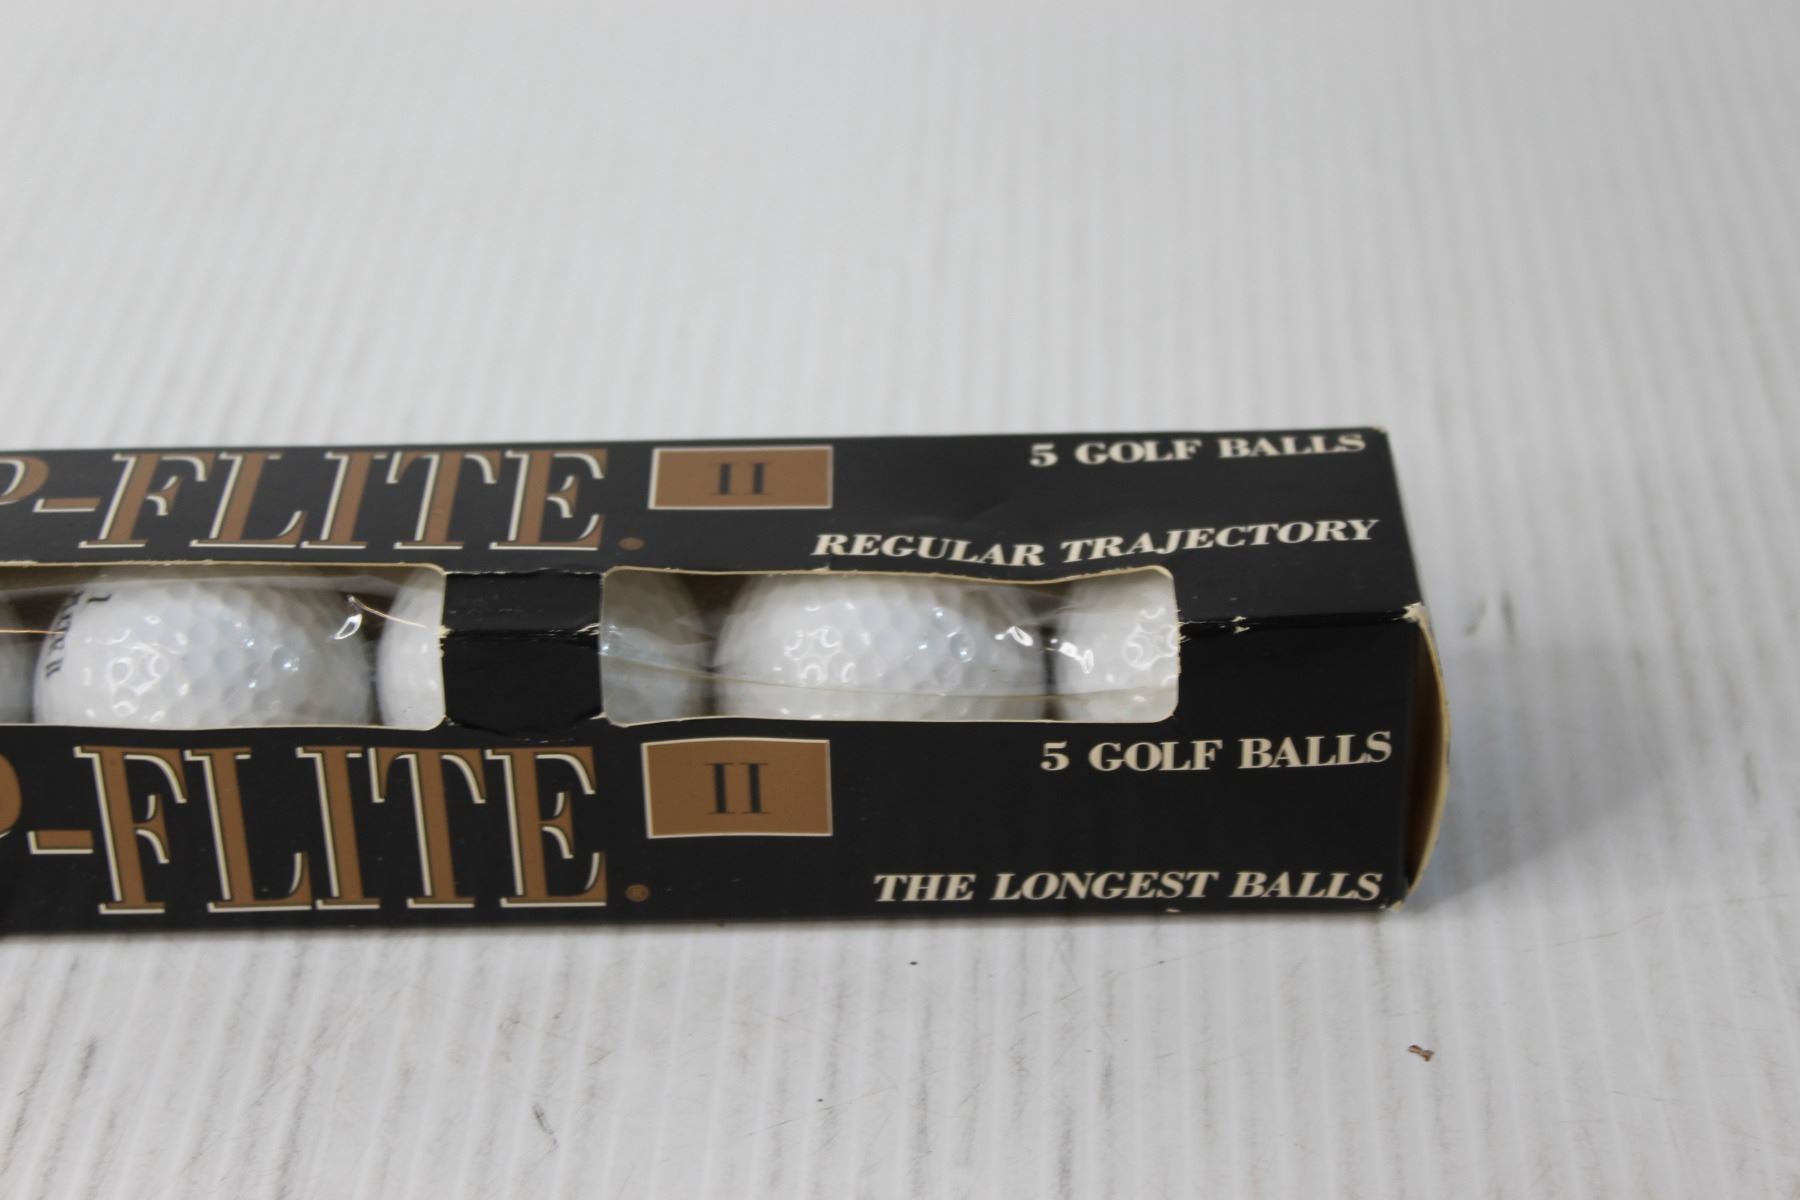 P-FLITE® II 5 GOLF BALLS
REGULAR TRAJECTORY
P-FLITE® II 5 GOLF BALLS
THE LONGEST BALLS